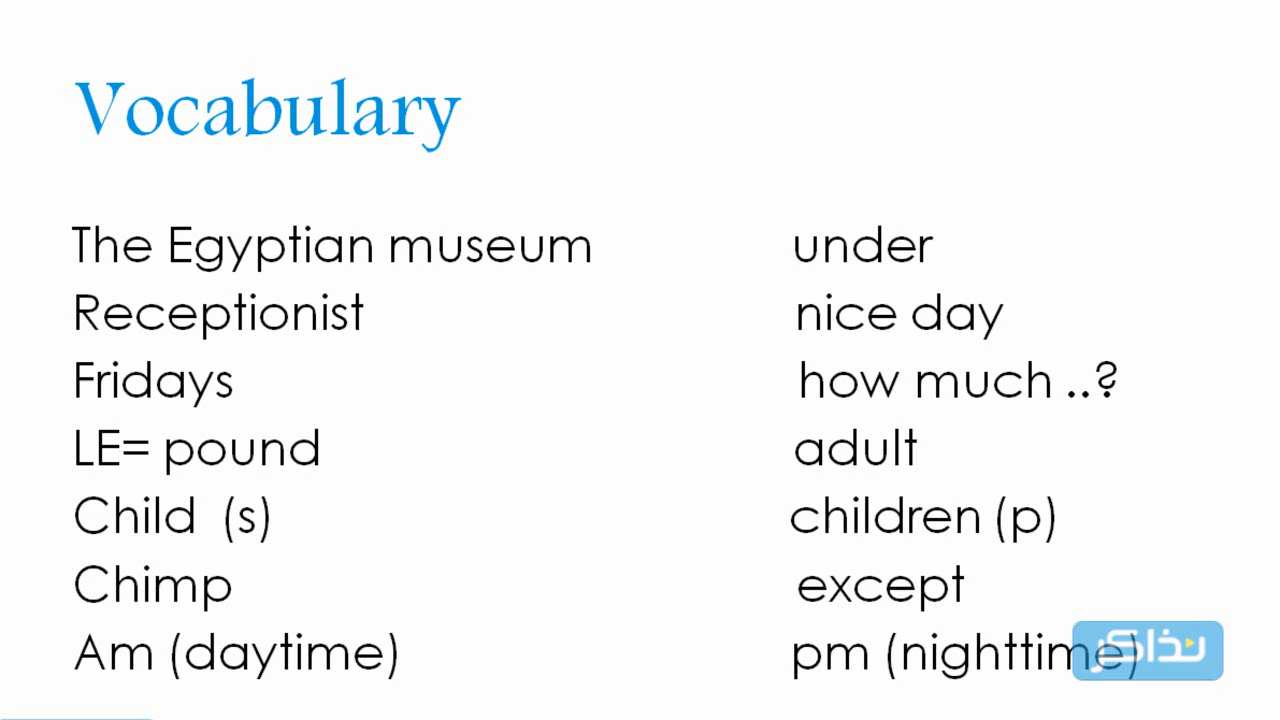 Vocabulary
The Egyptian museum under
Receptionist nice day
Fridays how much ..?
LE= pound adult
Child (s) children (p)
Chimp except
Am (daytime) pm (nighttime)
نذاكر